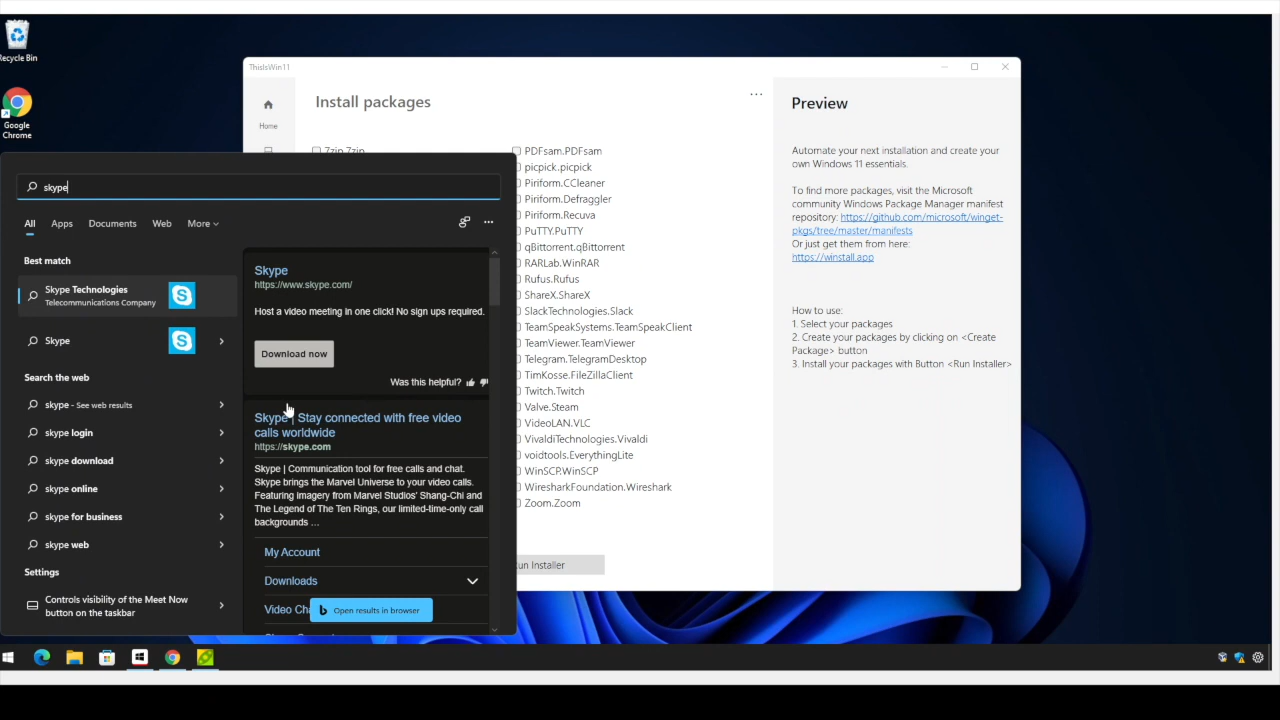 Recycle Bin
Google
Chrome
ThisIsWin11
Home
Install packages
...
7zip.7zip
PDFsam.PDFsam
picpick.picpick
Piriform.CCleaner
Piriform.Defraggler
Piriform.Recuva
PuTTY.PuTTY
qBittorrent.qBittorrent
RARLab.WinRAR
Rufus.Rufus
ShareX.ShareX
SlackTechnologies.Slack
TeamSpeakSystems.TeamSpeakClient
TeamViewer.TeamViewer
Telegram.TelegramDesktop
TimKosse.FileZillaClient
Twitch.Twitch
Valve.Steam
VideoLAN.VLC
VivaldiTechnologies.Vivaldi
voidtools.EverythingLite
WinSCP.WinSCP
WiresharkFoundation.Wireshark
Zoom.Zoom
un Installer
Preview
Automate your next installation and create your
own Windows 11 essentials.
To find more packages, visit the Microsoft
community Windows Package Manager manifest
repository: https://github.com/microsoft/winget-
pkgs/tree/master/manifests
Or just get them from here:
https://winstall.app
How to use:
1. Select your packages
2. Create your packages by clicking on <Create
Package> button
3. Install your packages with Button <Run Installer>
skype
All Apps Documents Web More
...
Best match
Skype Technologies
Telecommunications Company
Skype
Search the web
skype - See web results
skype login
skype download
skype online
skype for business
skype web
Settings
Controls visibility of the Meet Now
button on the taskbar
Skype
https://www.skype.com/
Host a video meeting in one click! No sign ups required.
Download now
Was this helpful?
Skype | Stay connected with free video
calls worldwide
https://skype.com
Skype | Communication tool for free calls and chat.
Skype brings the Marvel Universe to your video calls.
Featuring imagery from Marvel Studios' Shang-Chi and
The Legend of The Ten Rings, our limited-time-only call
backgrounds ...
My Account
Downloads
Video Ch
Open results in browser